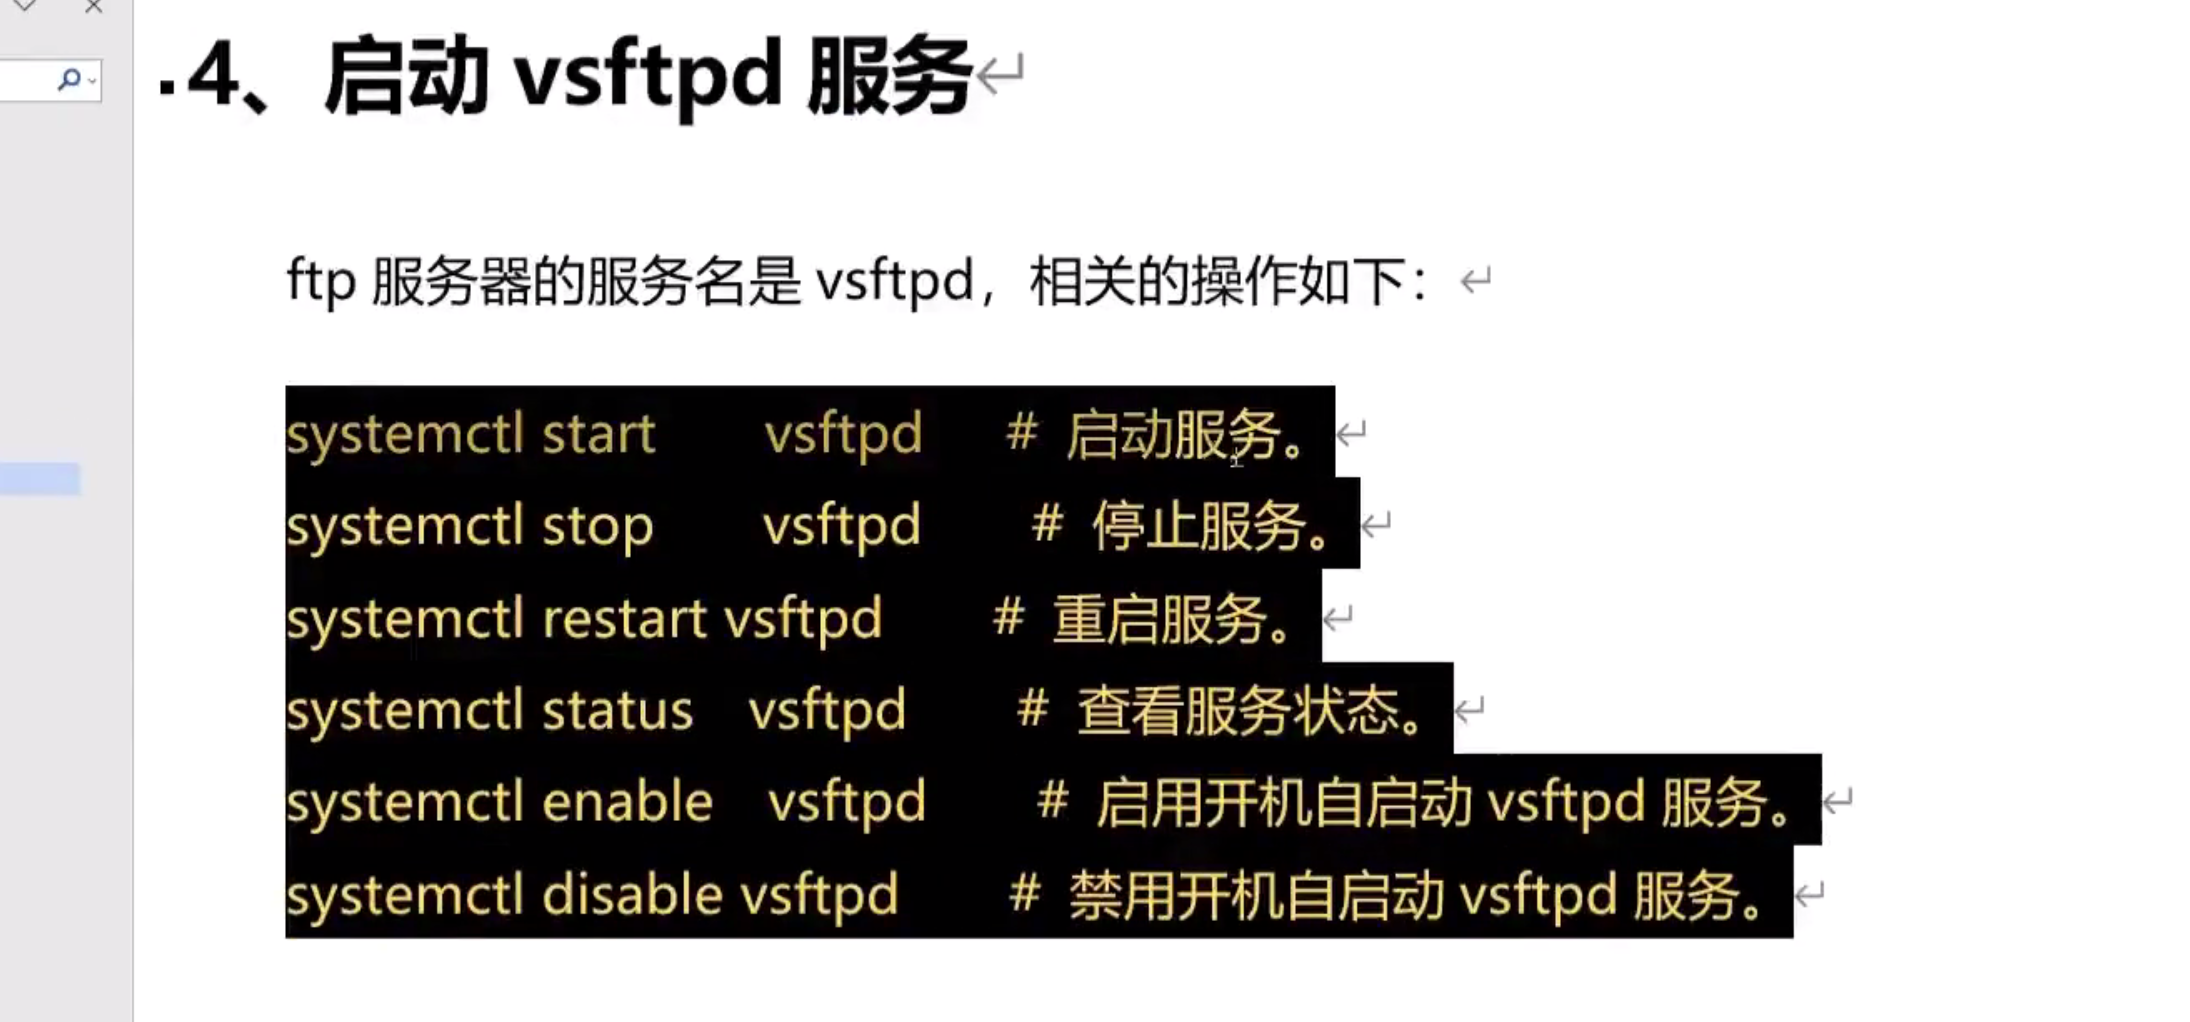 4、启动 vsftpd 服务
ftp 服务器的服务名是 vsftpd，相关的操作如下：
systemctl start vsftpd # 启动服务。
systemctl stop vsftpd # 停止服务。
systemctl restart vsftpd # 重启服务。
systemctl status vsftpd # 查看服务状态。
systemctl enable vsftpd # 启用开机自启动 vsftpd 服务。
systemctl disable vsftpd # 禁用开机自启动 vsftpd 服务。